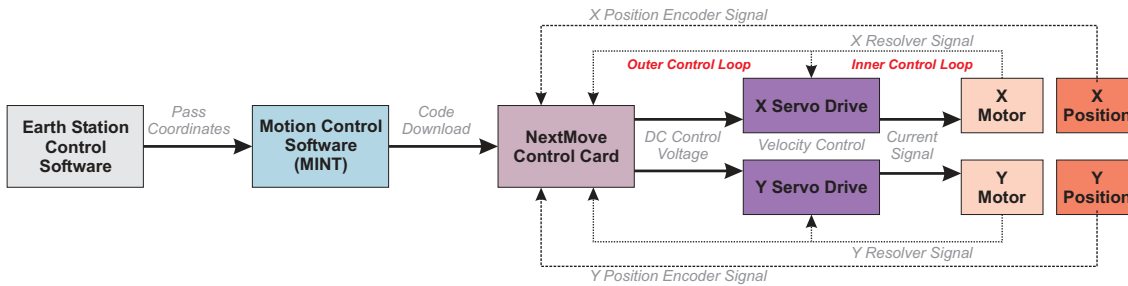 X Position Encoder Signal
X Resolver Signal
Outer Control Loop
Inner Control Loop
Earth Station
Control
Software
Pass
Coordinates
Motion Control
Software
(MINT)
Code
Download
NextMove
Control Card
DC Control
Voltage
X Servo Drive
Velocity Control
Y Servo Drive
Current
Signal
X
Motor
X
Position
Y
Motor
Y
Position
Y Resolver Signal
Y Position Encoder Signal